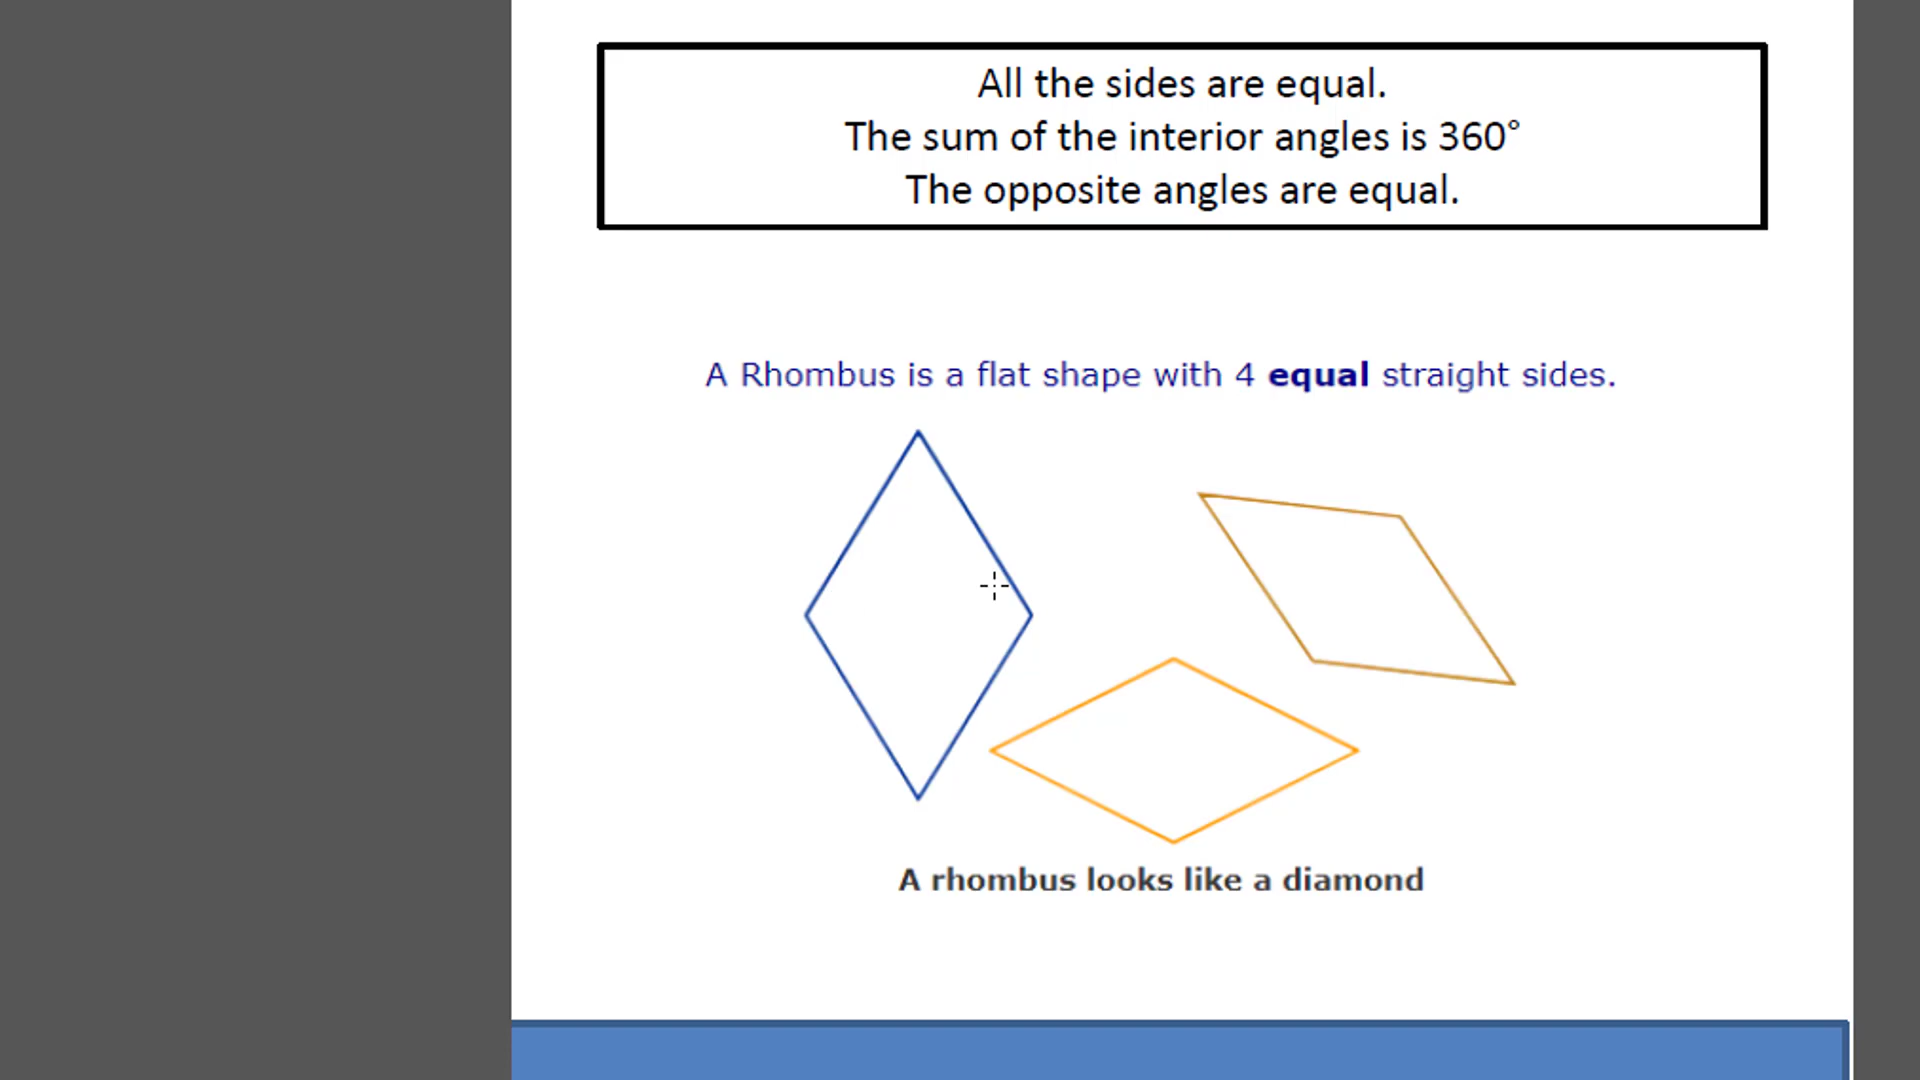 All the sides are equal.
The sum of the interior angles is 360°
The opposite angles are equal.
A Rhombus is a flat shape with 4 equal straight sides.
A rhombus looks like a diamond